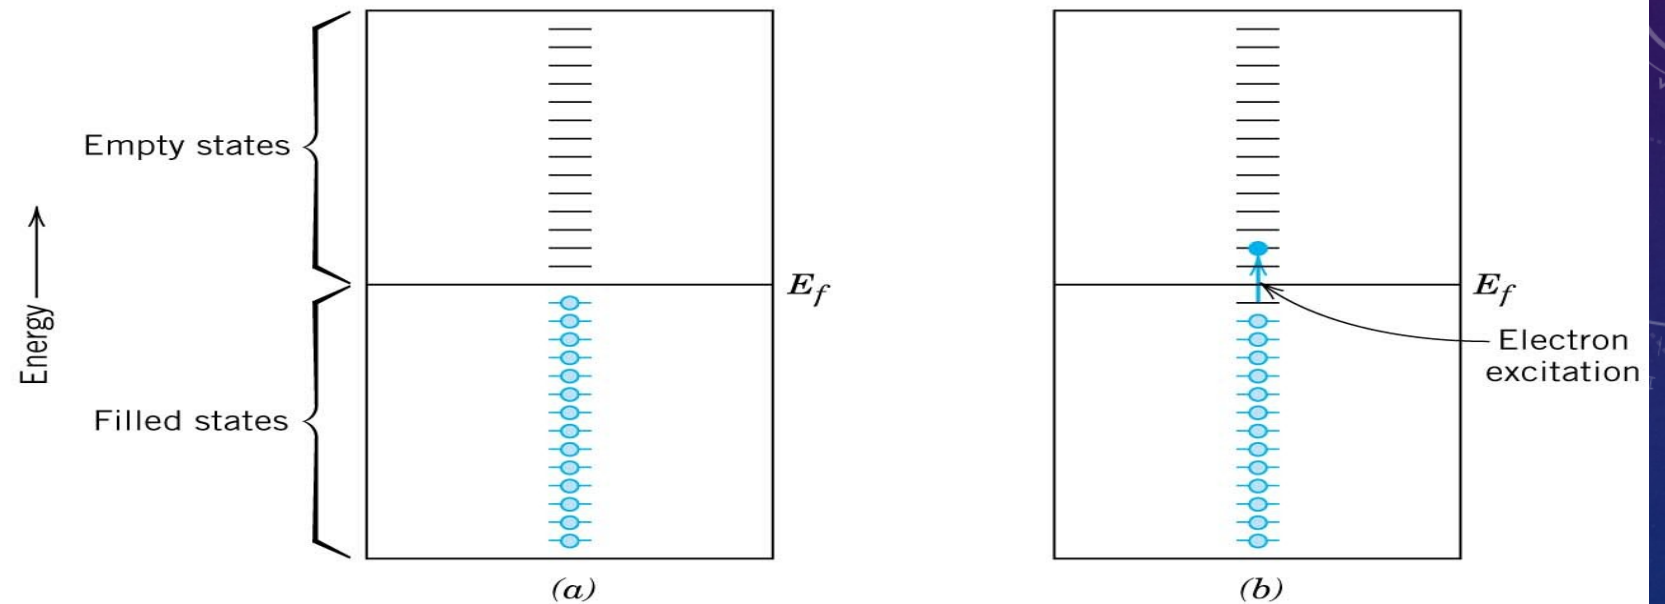 Empty states
Energy
Filled states
E_f
(a)
E_f
Electron
excitation
(b)